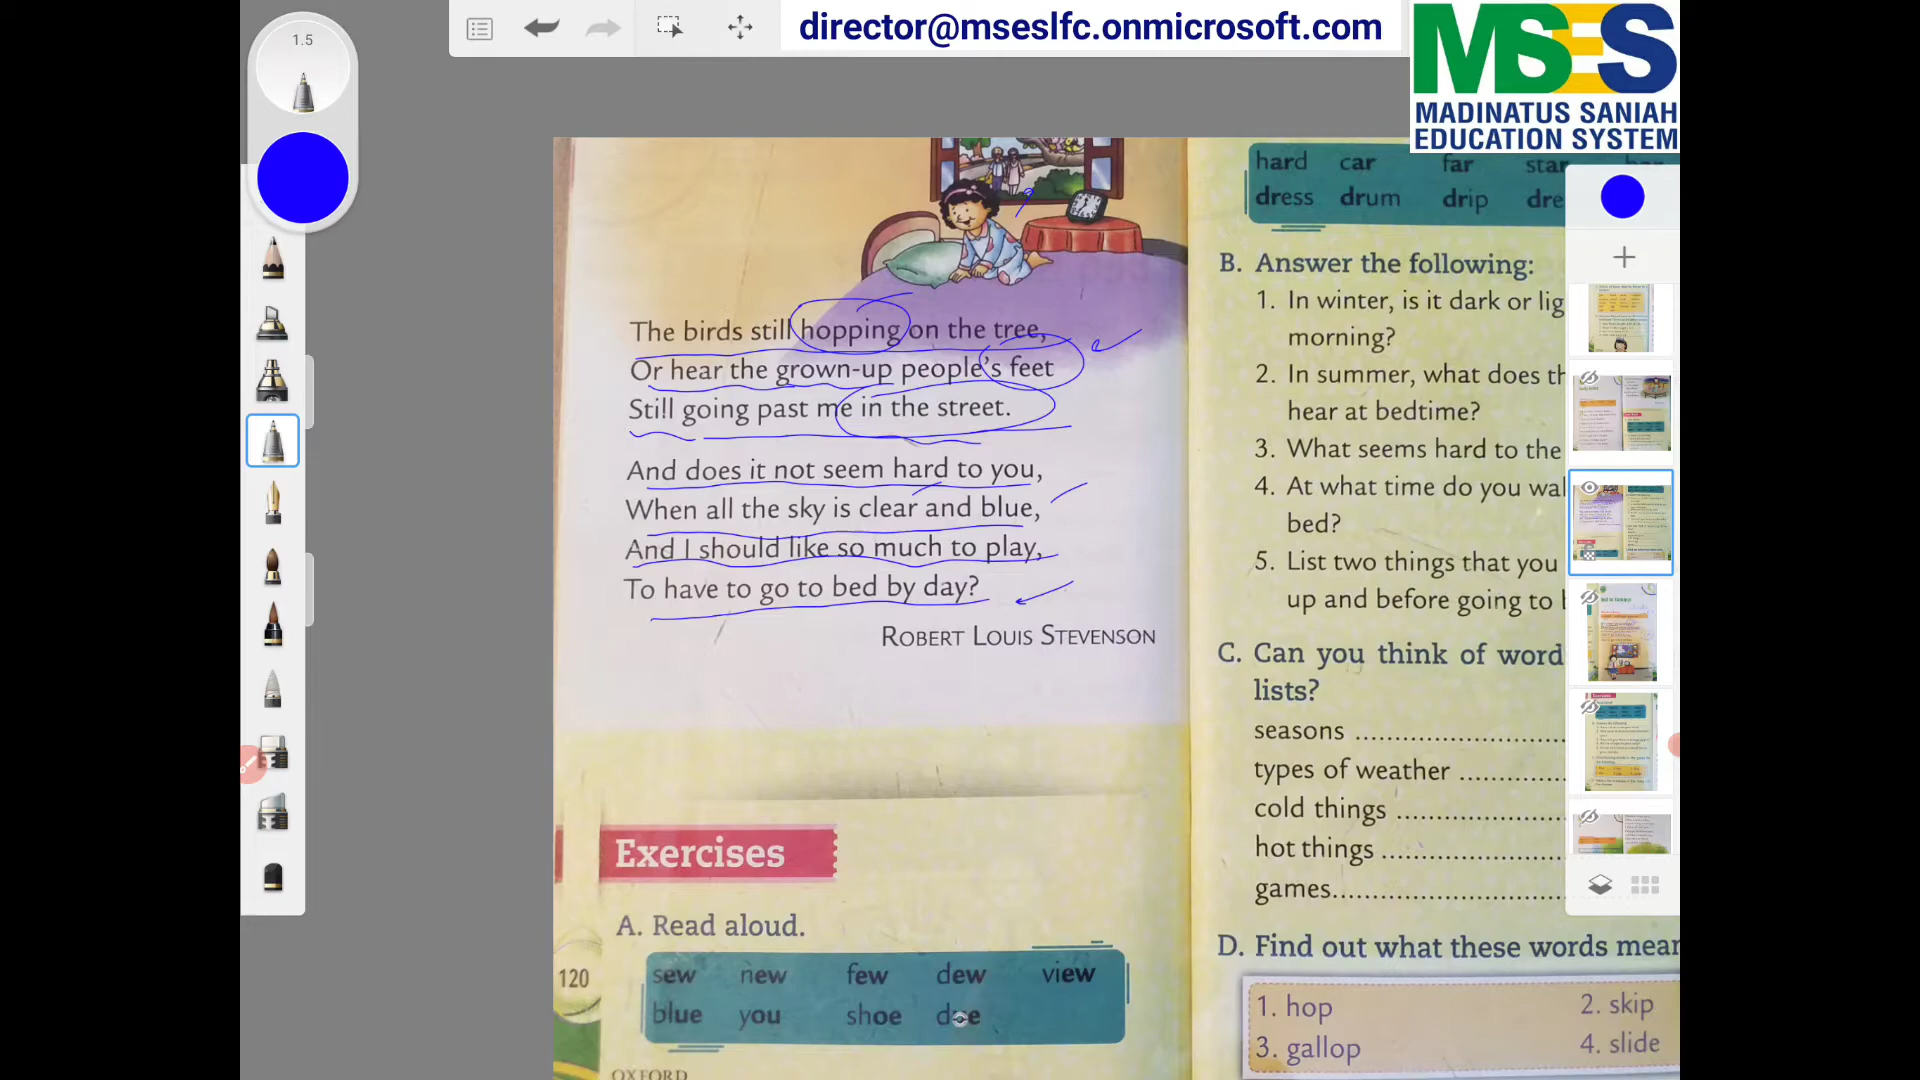 1.5
director@mseslfc.onmicrosoft.com
MSES
MADINATUS SANIAH
EDUCATION SYSTEM
The birds still hopping on the tree,
Or hear the grown-up people's feet
Still going past me in the street.
And does it not seem hard to you,
When all the sky is clear and blue,
And I should like so much to play,
To have to go to bed by day?
ROBERT LOUIS STEVENSON
Exercises
A. Read aloud.
sew new few dew view
blue you shoe due
120
OXFORD
hard car far star
dress drum drip dre
B. Answer the following:
1. In winter, is it dark or lig
morning?
2. In summer, what does th
hear at bedtime?
3. What seems hard to the
4. At what time do you wal
bed?
5. List two things that you
up and before going to
C. Can you think of word
lists?
seasons
types of weather
cold things
hot things
games
D. Find out what these words mean
1. hop 2. skip
3. gallop 4. slide